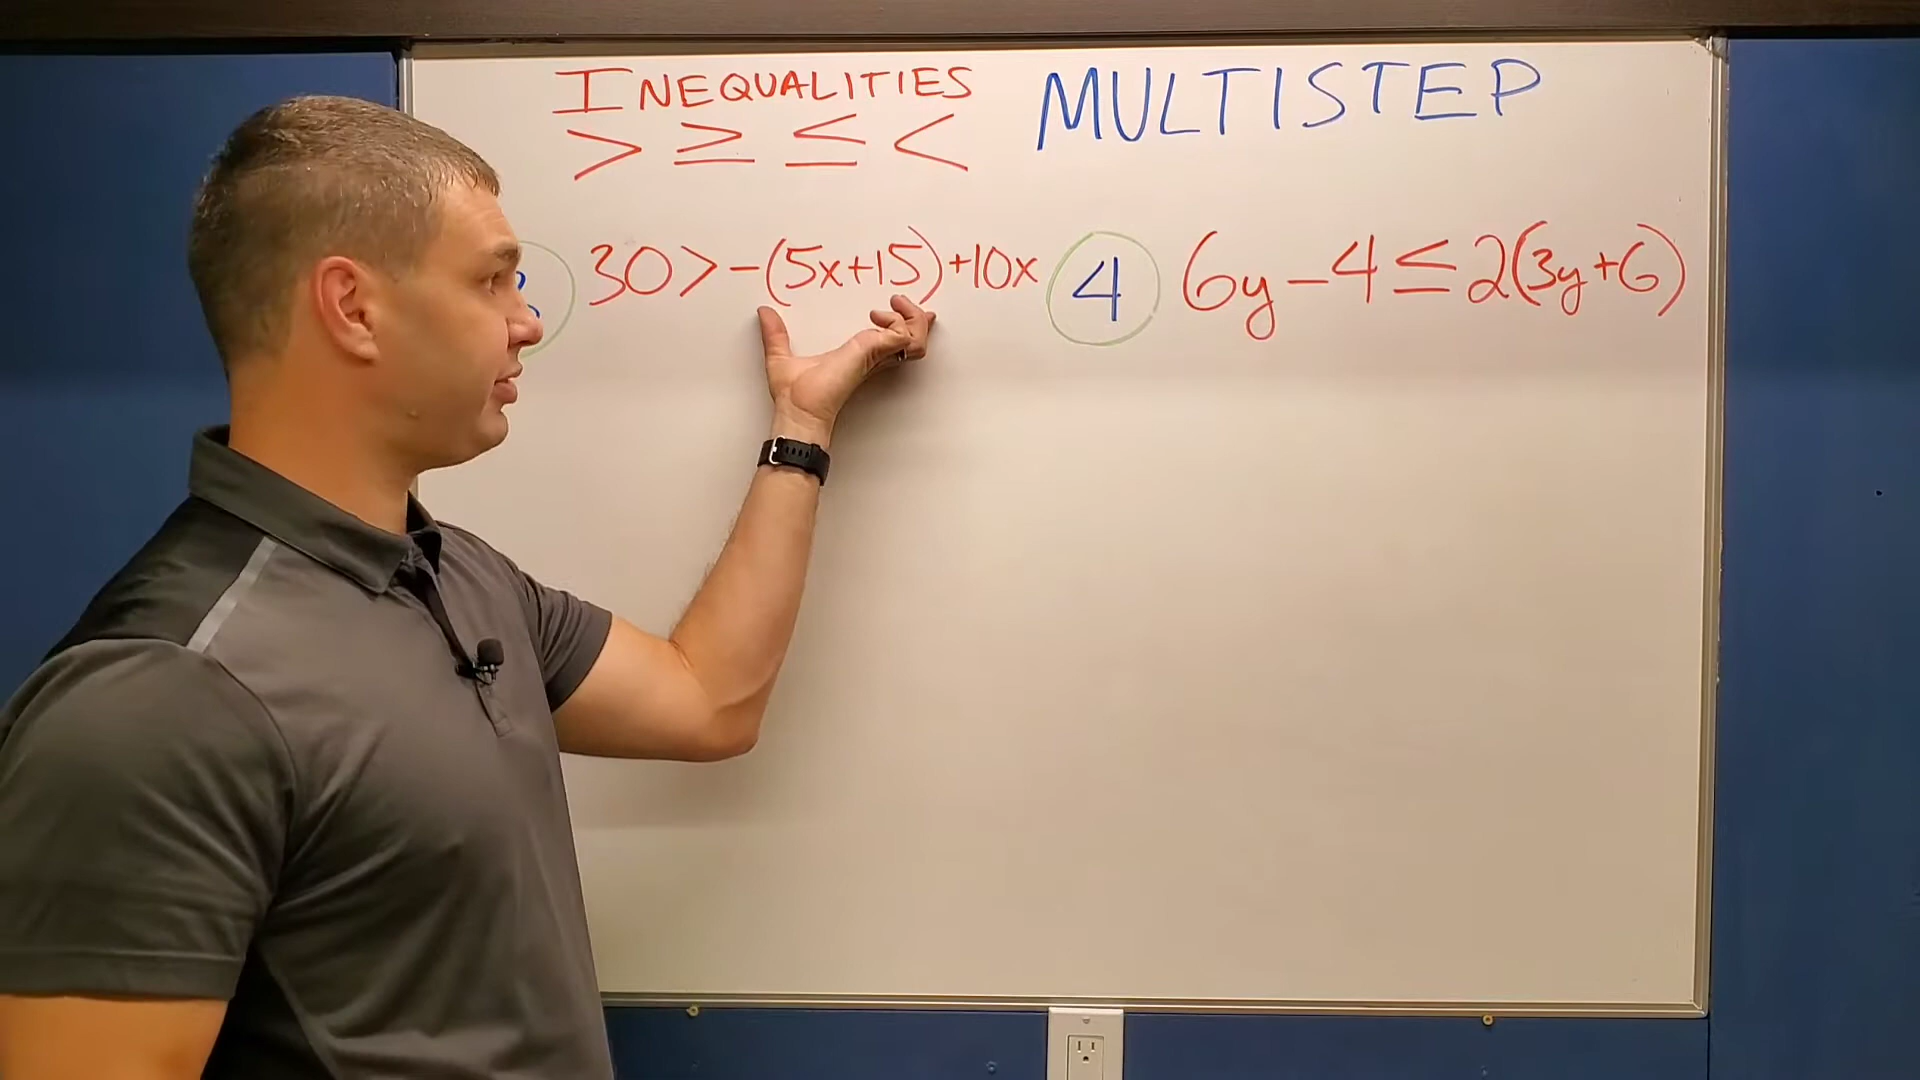 INEQUALITIES MULTISTEP
> ≥ ≤ <
30>-(5x+15)+10x 4 6y-4≤2(3y+6)